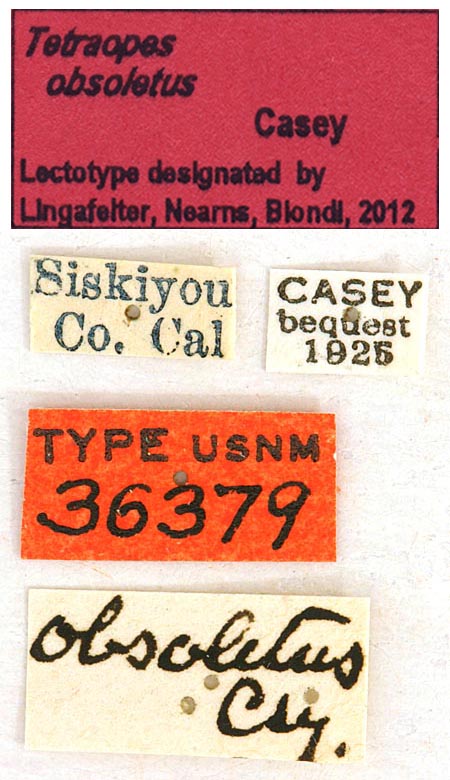 Tetraopes
obsoletus
Casey
Lectotype designated by
Lingafelter, Nearns, Biondi, 2012
Siskiyou
Co. Cal
CASEY
bequest
1925
TYPE USNM
36379
obsoletus
Csy.